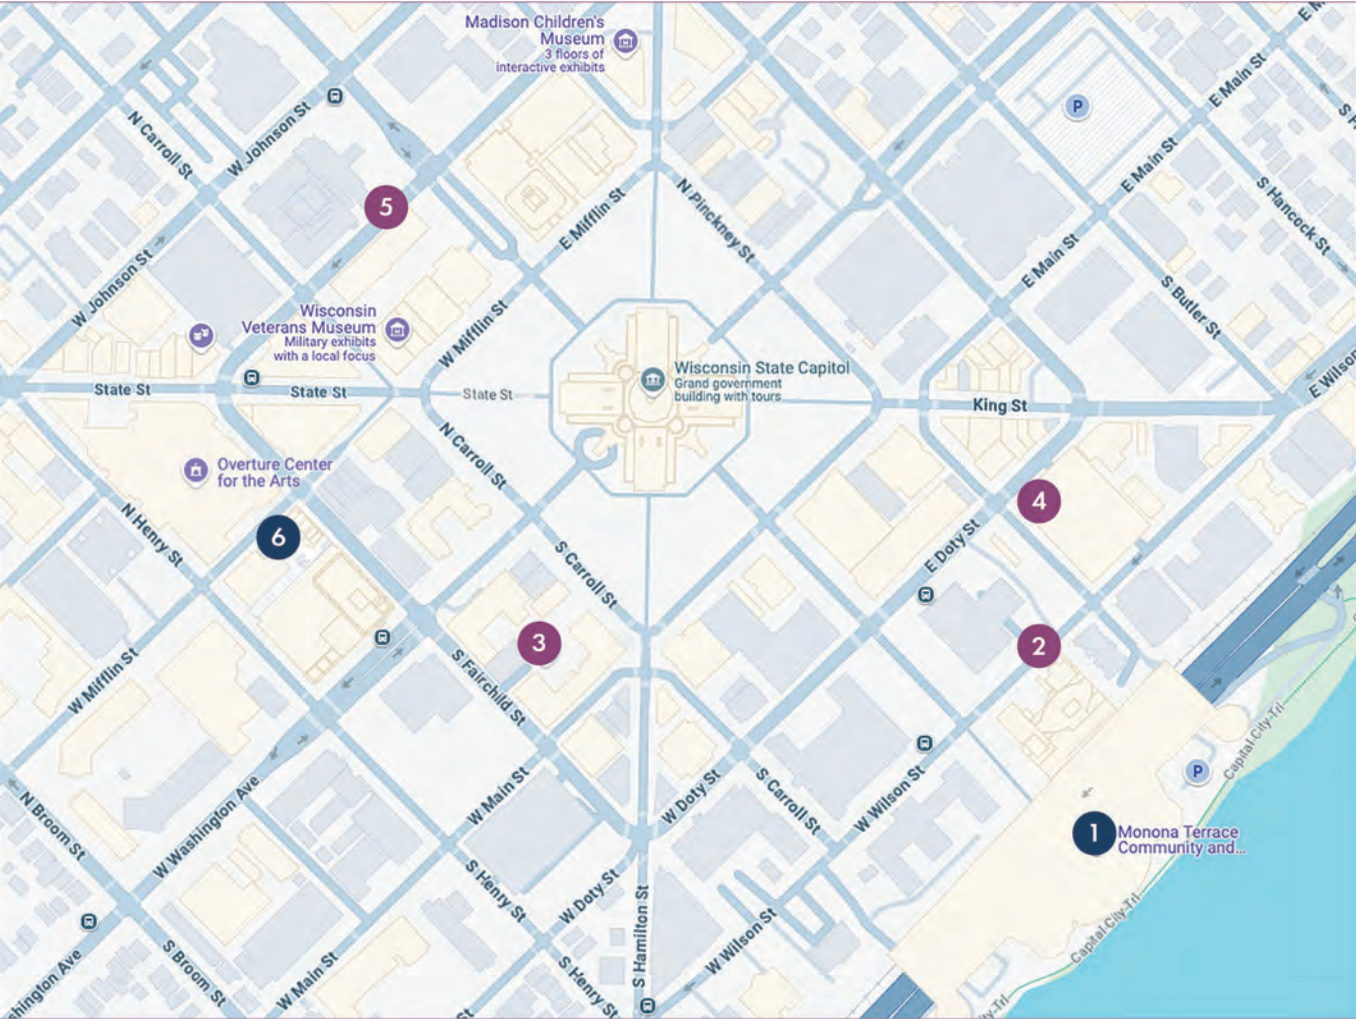 Madison Children's
Museum
3 floors of
interactive exhibits
E Main St
P
E Main St
N Carroll St
W Johnson St
5
E Mifflin St
N Pinckney St
S Hancock St
E Main St
W Johnson St
Wisconsin
Veterans Museum
Military exhibits
with a local focus
W Mifflin St
S Butler St
Wisconsin State Capitol
Grand government
building with tours
E Wilson
State St
State St
State St
King St
N Carroll St
Overture Center
for the Arts
4
N Henry St
6
E Doty St
S Carroll St
3
2
W Mifflin St
S Fairchild St
Capital City Trl
P
N Broom St
W Washington Ave
W Main St
W Doty St
S Carroll St
W Wilson St
1
Monona Terrace
Community and...
S Henry St
W Doty St
S Hamilton St
W Wilson St
Capital City Trl
shington Ave
S Broom St
W Main St
S Henry St
St
ity Trl